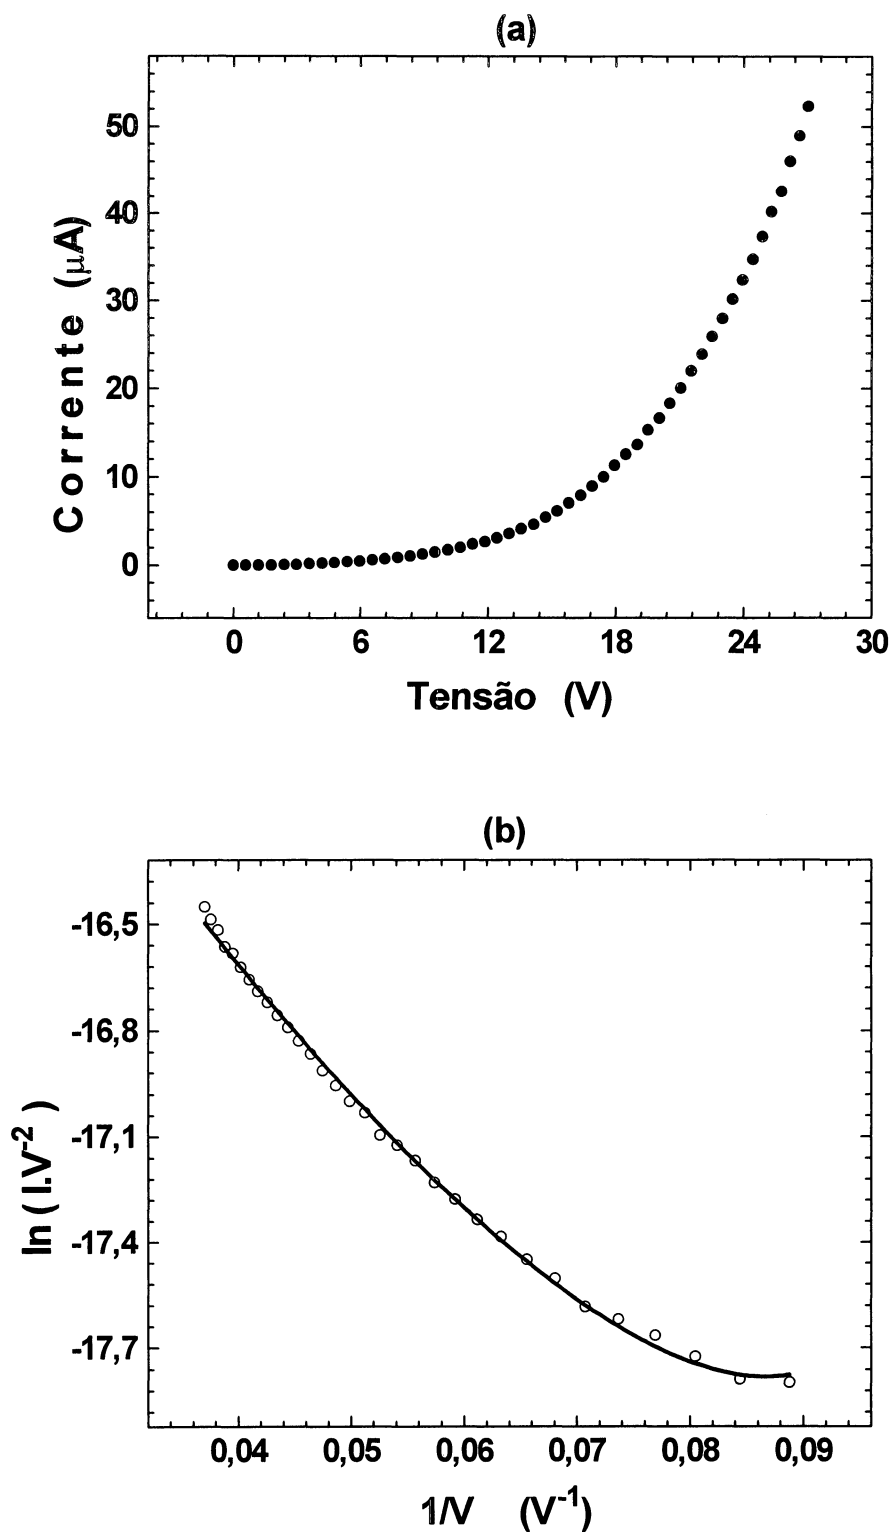 (a)
Corrente (μA)
50
40
30
20
10
0
0 6 12 18 24 30
Tensão (V)
(b)
ln ( I.V⁻² )
-16,5
-16,8
-17,1
-17,4
-17,7
0,04 0,05 0,06 0,07 0,08 0,09
1/V (V⁻¹)